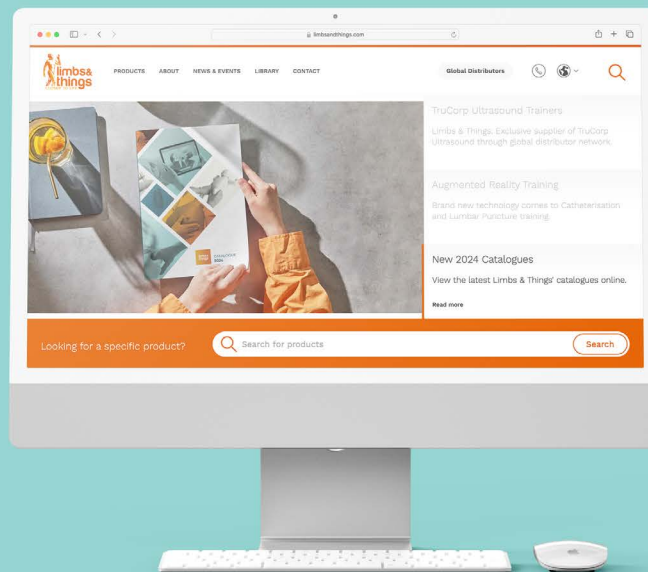 limbsandthings.com
limbs&
things
PRODUCTS ABOUT NEWS & EVENTS LIBRARY CONTACT
Global Distributors
TruCorp Ultrasound Trainers
Limbs & Things: Exclusive supplier of TruCorp
Ultrasound through global distributor network.
Augmented Reality Training
Brand new technology comes to Catheterisation
and Lumbar Puncture training.
New 2024 Catalogues
View the latest Limbs & Things' catalogues online.
Read more
CATALOGUE
2024
Looking for a specific product?
Search for products
Search